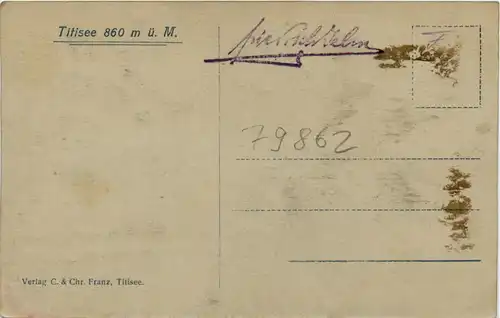 Titisee 860 m ü. M.
79862
Verlag C. & Chr. Franz, Titisee.